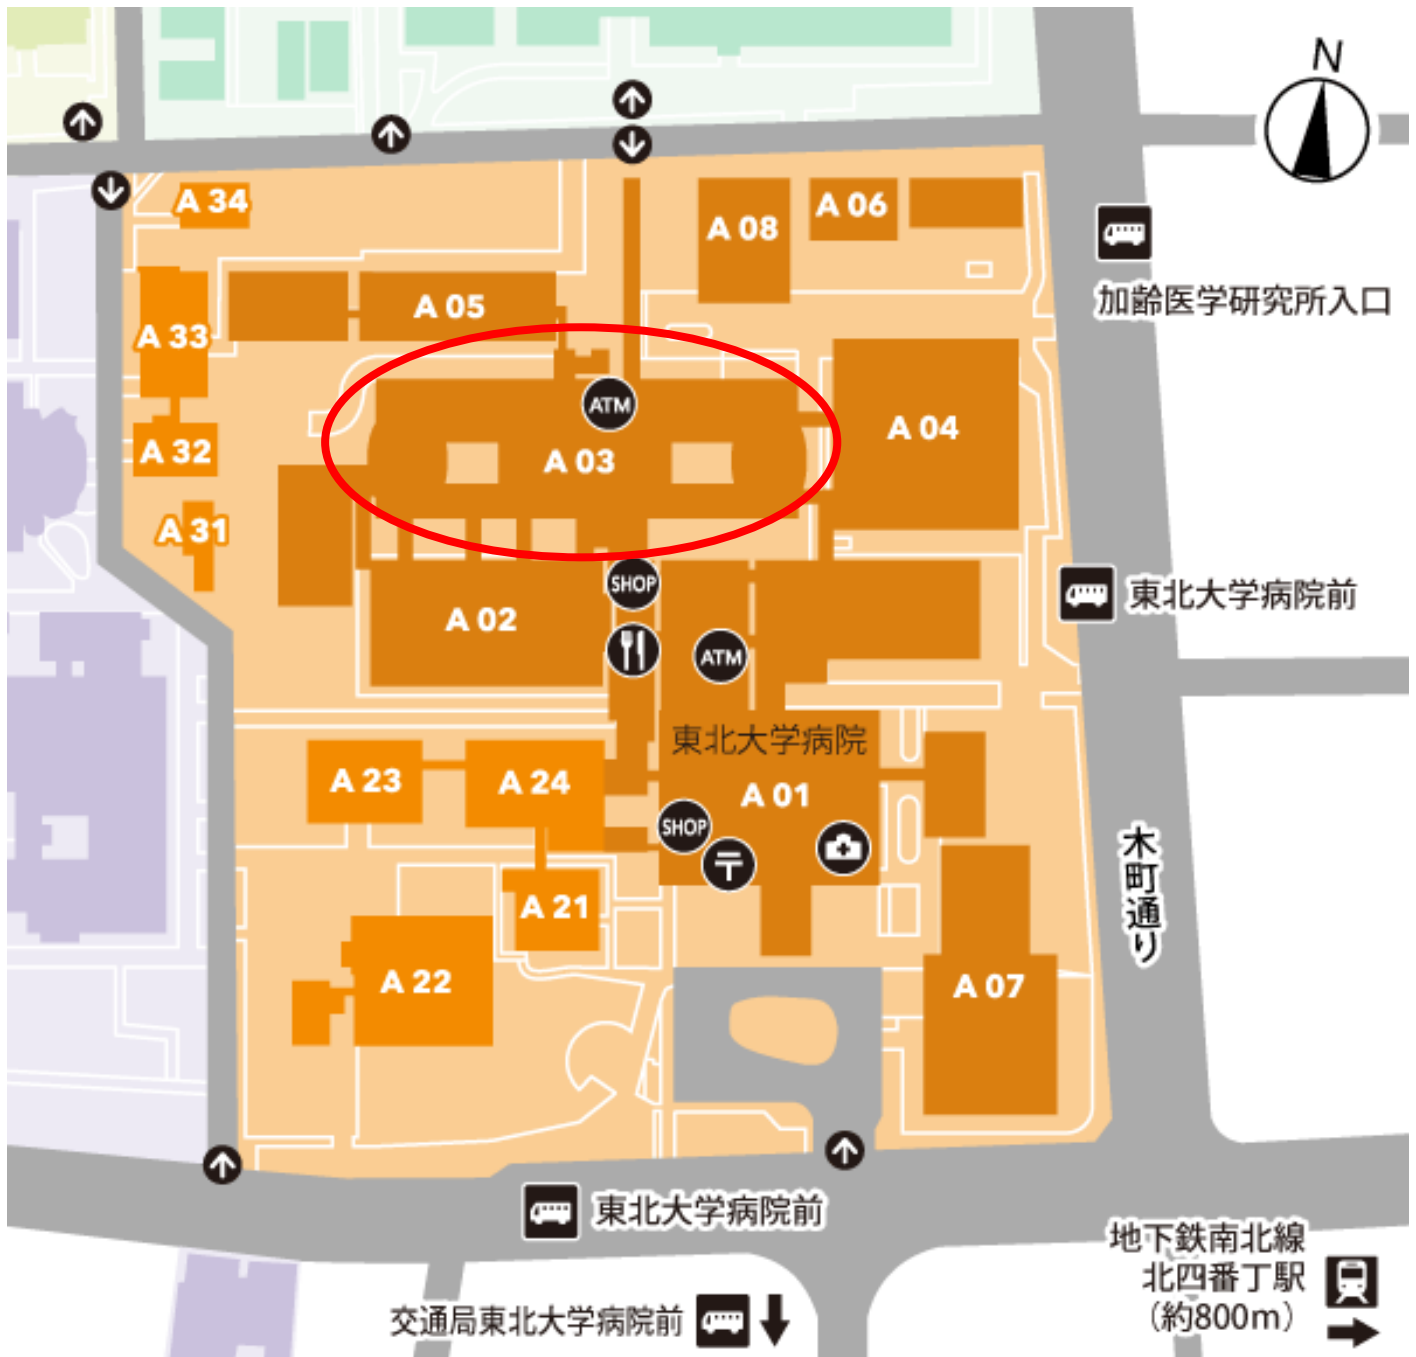 N
A 34
A 08
A 06
加齢医学研究所入口
A 05
A 33
ATM
A 04
A 32
A 03
A 31
SHOP
東北大学病院前
A 02
ATM
東北大学病院
A 23
A 24
A 01
SHOP
〒
木町通り
A 21
A 22
A 07
東北大学病院前
地下鉄南北線
北四番丁駅
(約800m)
交通局東北大学病院前